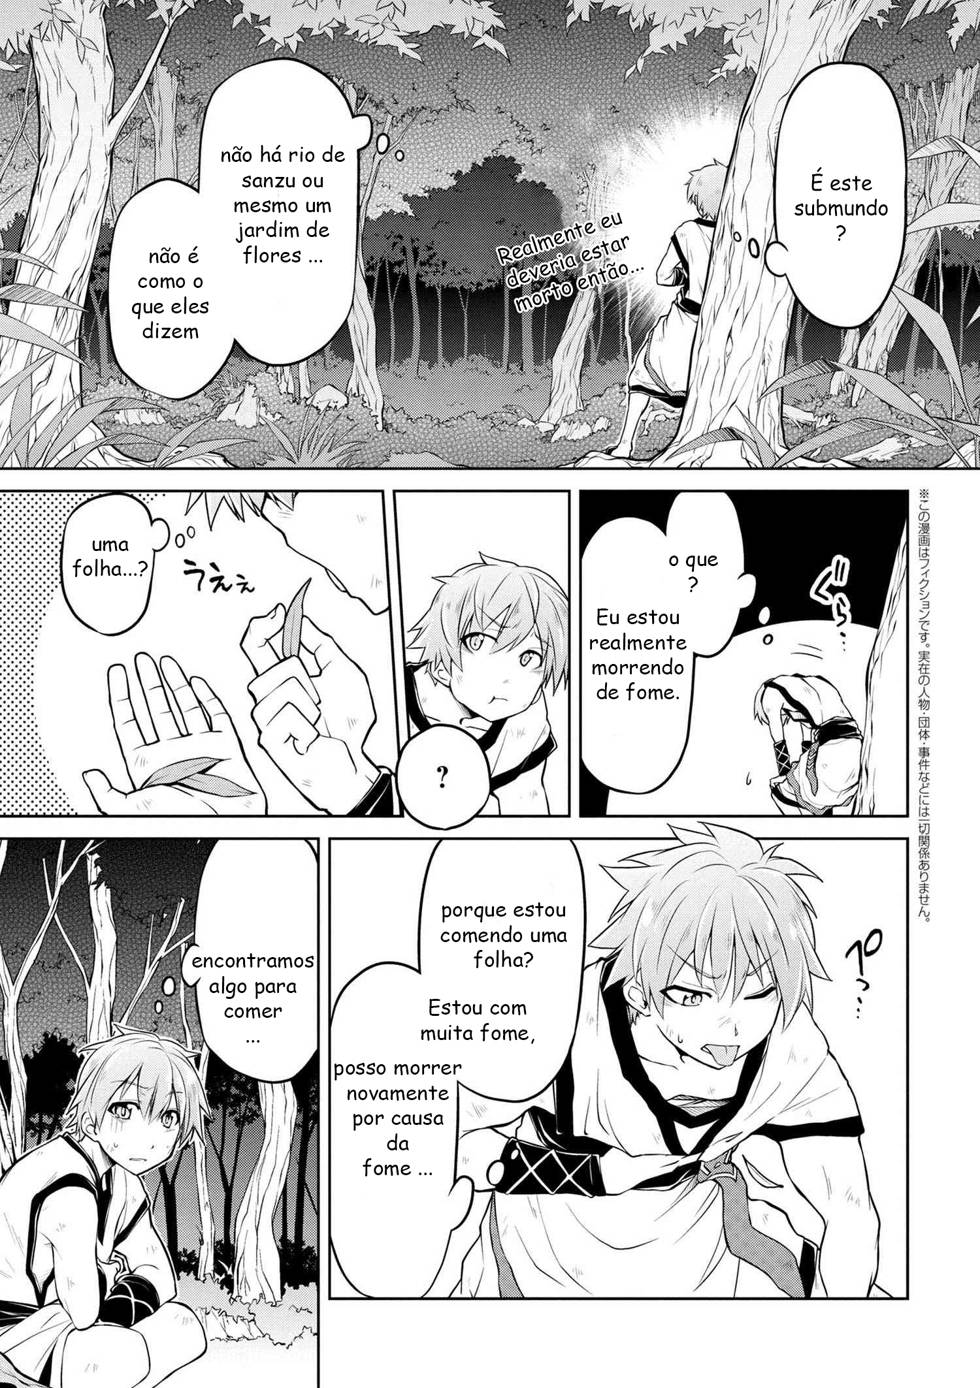 É este
submundo
?
Realmente eu
deveria estar
morto então...
não há rio de
sanzu ou
mesmo um
jardim de
flores ...
não é
como o
que eles
dizem
※この漫画はフィクションです。実在の人物・団体・事件などには一切関係ありません。
o que
?
Eu estou
realmente
morrendo
de fome.
ぐら
?
uma
folha...?
うぇぇ
porque estou
comendo uma
folha?
Estou com
muita fome,
posso morrer
novamente
por causa
da
fome ...
encontramos
algo para
comer
...